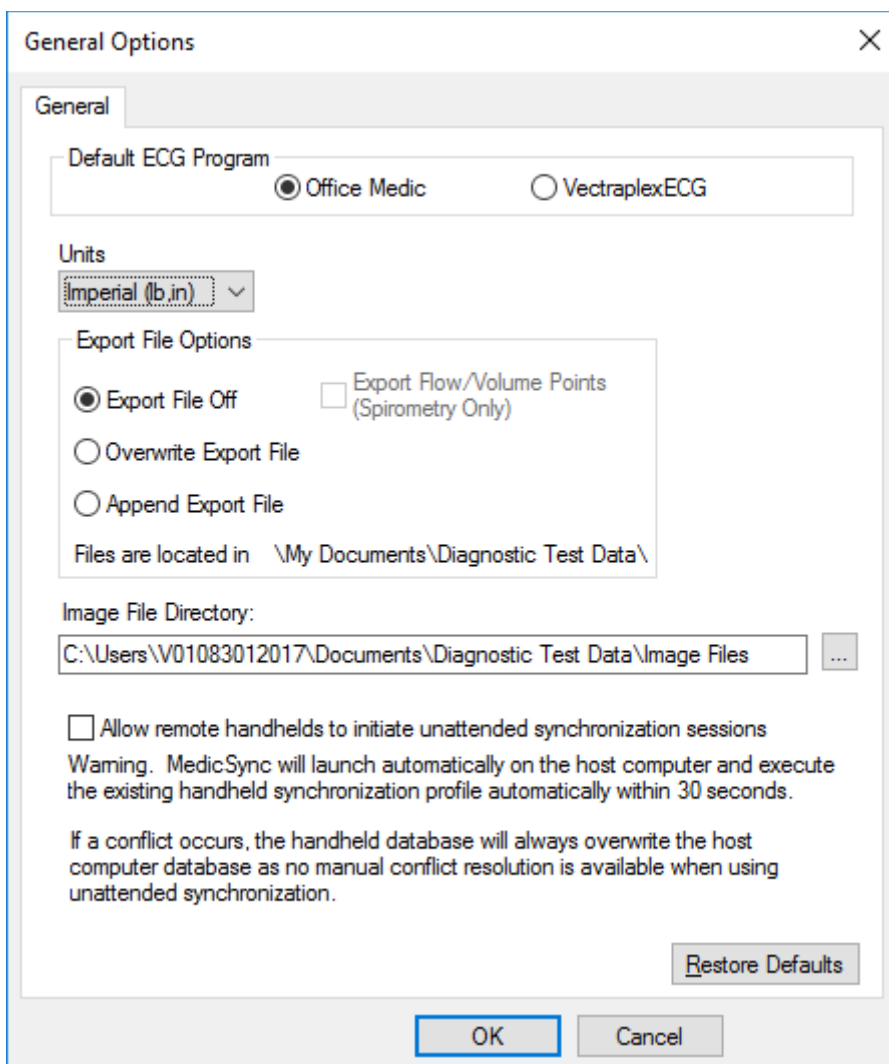 General Options
General
Default ECG Program
Office Medic VectraplexECG
Units
Imperial (lb,in)
Export File Options
Export File Off
Export Flow/Volume Points
(Spirometry Only)
Overwrite Export File
Append Export File
Files are located in \My Documents\Diagnostic Test Data\
Image File Directory:
C:\Users\V01083012017\Documents\Diagnostic Test Data\Image Files ...
Allow remote handhelds to initiate unattended synchronization sessions
Warning. MedicSync will launch automatically on the host computer and execute
the existing handheld synchronization profile automatically within 30 seconds.
If a conflict occurs, the handheld database will always overwrite the host
computer database as no manual conflict resolution is available when using
unattended synchronization.
Restore Defaults
OK Cancel